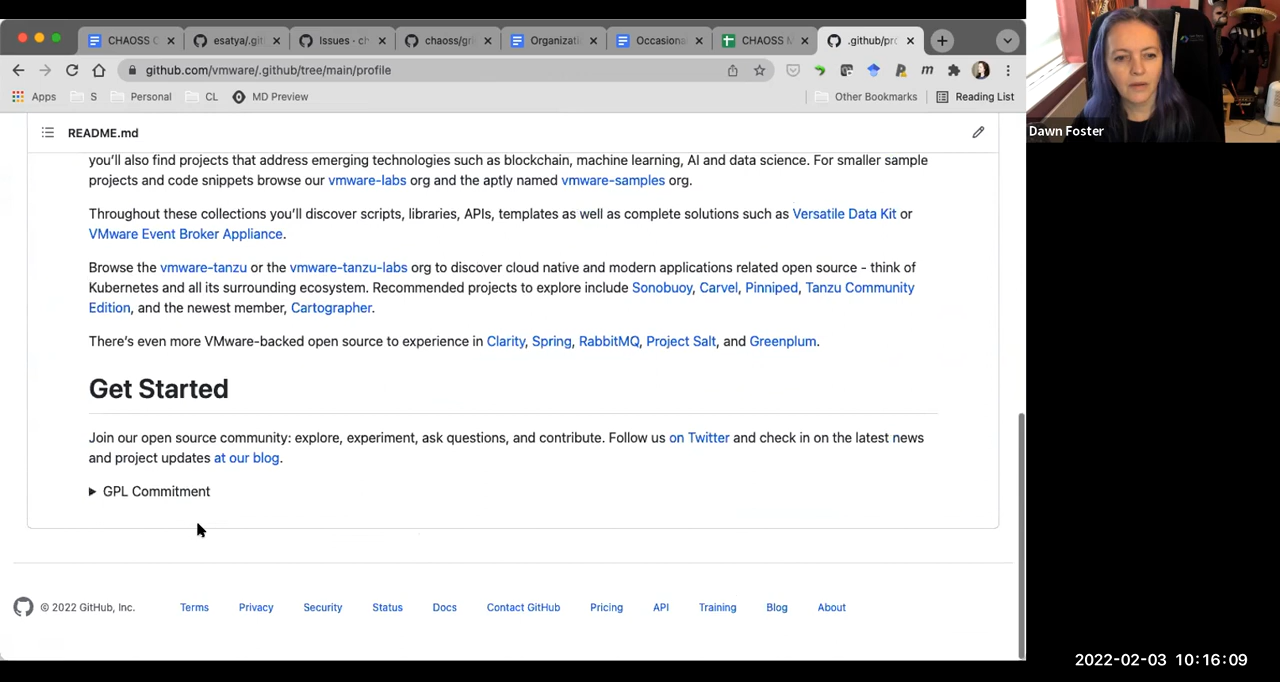 CHAOSS C
esatya/.git
Issues · ch
chaoss/gri
Organizati
Occasiona
CHAOSS M
.github/pro
github.com/vmware/.github/tree/main/profile
Apps
S
Personal
CL
MD Preview
Other Bookmarks
Reading List
README.md
you'll also find projects that address emerging technologies such as blockchain, machine learning, AI and data science. For smaller sample
projects and code snippets browse our vmware-labs org and the aptly named vmware-samples org.
Throughout these collections you'll discover scripts, libraries, APIs, templates as well as complete solutions such as Versatile Data Kit or
VMware Event Broker Appliance.
Browse the vmware-tanzu or the vmware-tanzu-labs org to discover cloud native and modern applications related open source - think of
Kubernetes and all its surrounding ecosystem. Recommended projects to explore include Sonobuoy, Carvel, Pinniped, Tanzu Community
Edition, and the newest member, Cartographer.
There's even more VMware-backed open source to experience in Clarity, Spring, RabbitMQ, Project Salt, and Greenplum.
Get Started
Join our open source community: explore, experiment, ask questions, and contribute. Follow us on Twitter and check in on the latest news
and project updates at our blog.
GPL Commitment
© 2022 GitHub, Inc.
Terms
Privacy
Security
Status
Docs
Contact GitHub
Pricing
API
Training
Blog
About
Dawn Foster
2022-02-03 10:16:09